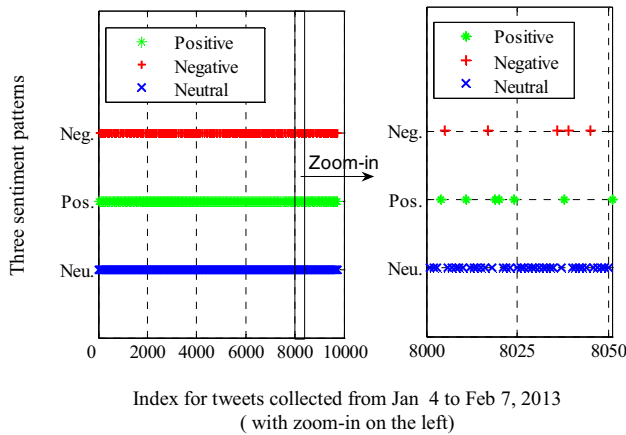 Positive
Negative
Neutral
Positive
Negative
Neutral
Three sentiment patterns
Neg.
Pos.
Neu.
Zoom-in
Neg.
Pos.
Neu.
0 2000 4000 6000 8000 10000
8000 8025 8050
Index for tweets collected from Jan 4 to Feb 7, 2013
( with zoom-in on the left)